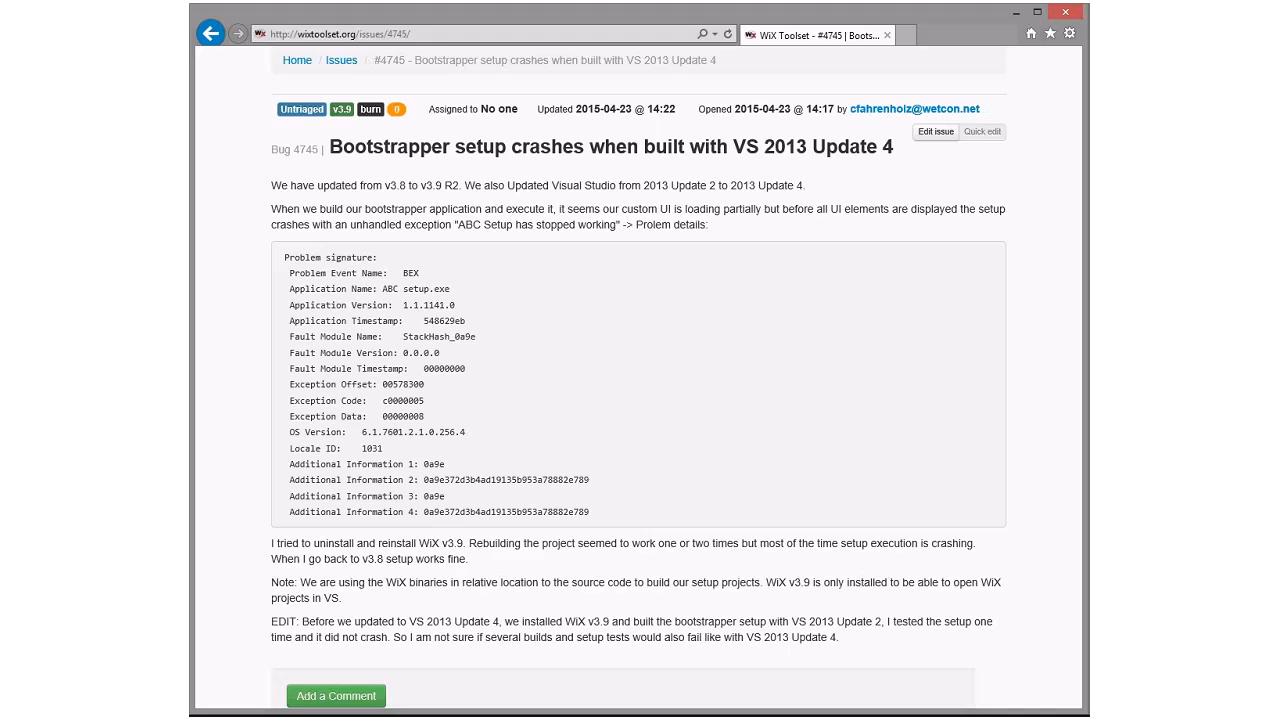 http://wixtoolset.org/issues/4745/
WiX Toolset - #4745 | Boots...
Home / Issues / #4745 - Bootstrapper setup crashes when built with VS 2013 Update 4
Untriaged v3.9 burn 0 Assigned to No one Updated 2015-04-23 @ 14:22 Opened 2015-04-23 @ 14:17 by cfahrenholz@wetcon.net
Edit issue Quick edit
Bug 4745 | Bootstrapper setup crashes when built with VS 2013 Update 4
We have updated from v3.8 to v3.9 R2. We also Updated Visual Studio from 2013 Update 2 to 2013 Update 4.
When we build our bootstrapper application and execute it, it seems our custom UI is loading partially but before all UI elements are displayed the setup
crashes with an unhandled exception "ABC Setup has stopped working" -> Prolem details:
Problem signature:
Problem Event Name: BEX
Application Name: ABC setup.exe
Application Version: 1.1.1141.0
Application Timestamp: 548629eb
Fault Module Name: StackHash_0a9e
Fault Module Version: 0.0.0.0
Fault Module Timestamp: 00000000
Exception Offset: 00578300
Exception Code: c0000005
Exception Data: 00000008
OS Version: 6.1.7601.2.1.0.256.4
Locale ID: 1031
Additional Information 1: 0a9e
Additional Information 2: 0a9e372d3b4ad19135b953a78882e789
Additional Information 3: 0a9e
Additional Information 4: 0a9e372d3b4ad19135b953a78882e789
I tried to uninstall and reinstall WiX v3.9. Rebuilding the project seemed to work one or two times but most of the time setup execution is crashing.
When I go back to v3.8 setup works fine.
Note: We are using the WiX binaries in relative location to the source code to build our setup projects. WiX v3.9 is only installed to be able to open WiX
projects in VS.
EDIT: Before we updated to VS 2013 Update 4, we installed WiX v3.9 and built the bootstrapper setup with VS 2013 Update 2, I tested the setup one
time and it did not crash. So I am not sure if several builds and setup tests would also fail like with VS 2013 Update 4.
Add a Comment